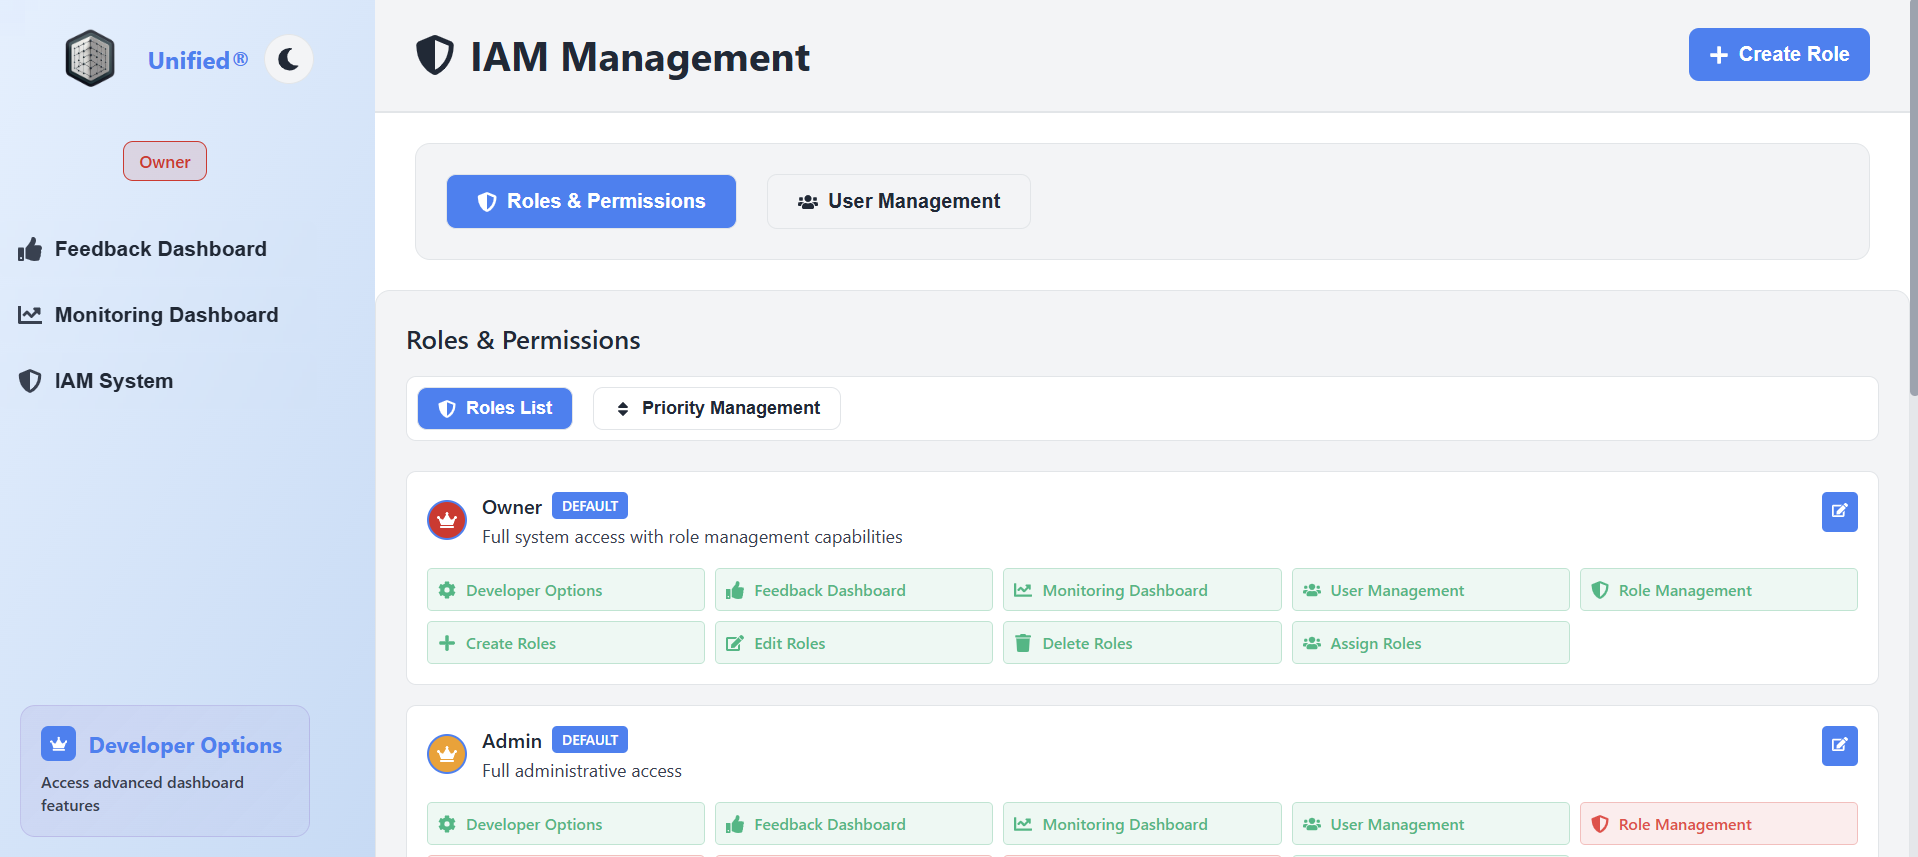 Unified®
Owner
Feedback Dashboard
Monitoring Dashboard
IAM System
Developer Options
Access advanced dashboard
features
IAM Management
Create Role
Roles & Permissions
User Management
Roles & Permissions
Roles List
Priority Management
Owner DEFAULT
Full system access with role management capabilities
Developer Options
Feedback Dashboard
Monitoring Dashboard
User Management
Role Management
Create Roles
Edit Roles
Delete Roles
Assign Roles
Admin DEFAULT
Full administrative access
Developer Options
Feedback Dashboard
Monitoring Dashboard
User Management
Role Management